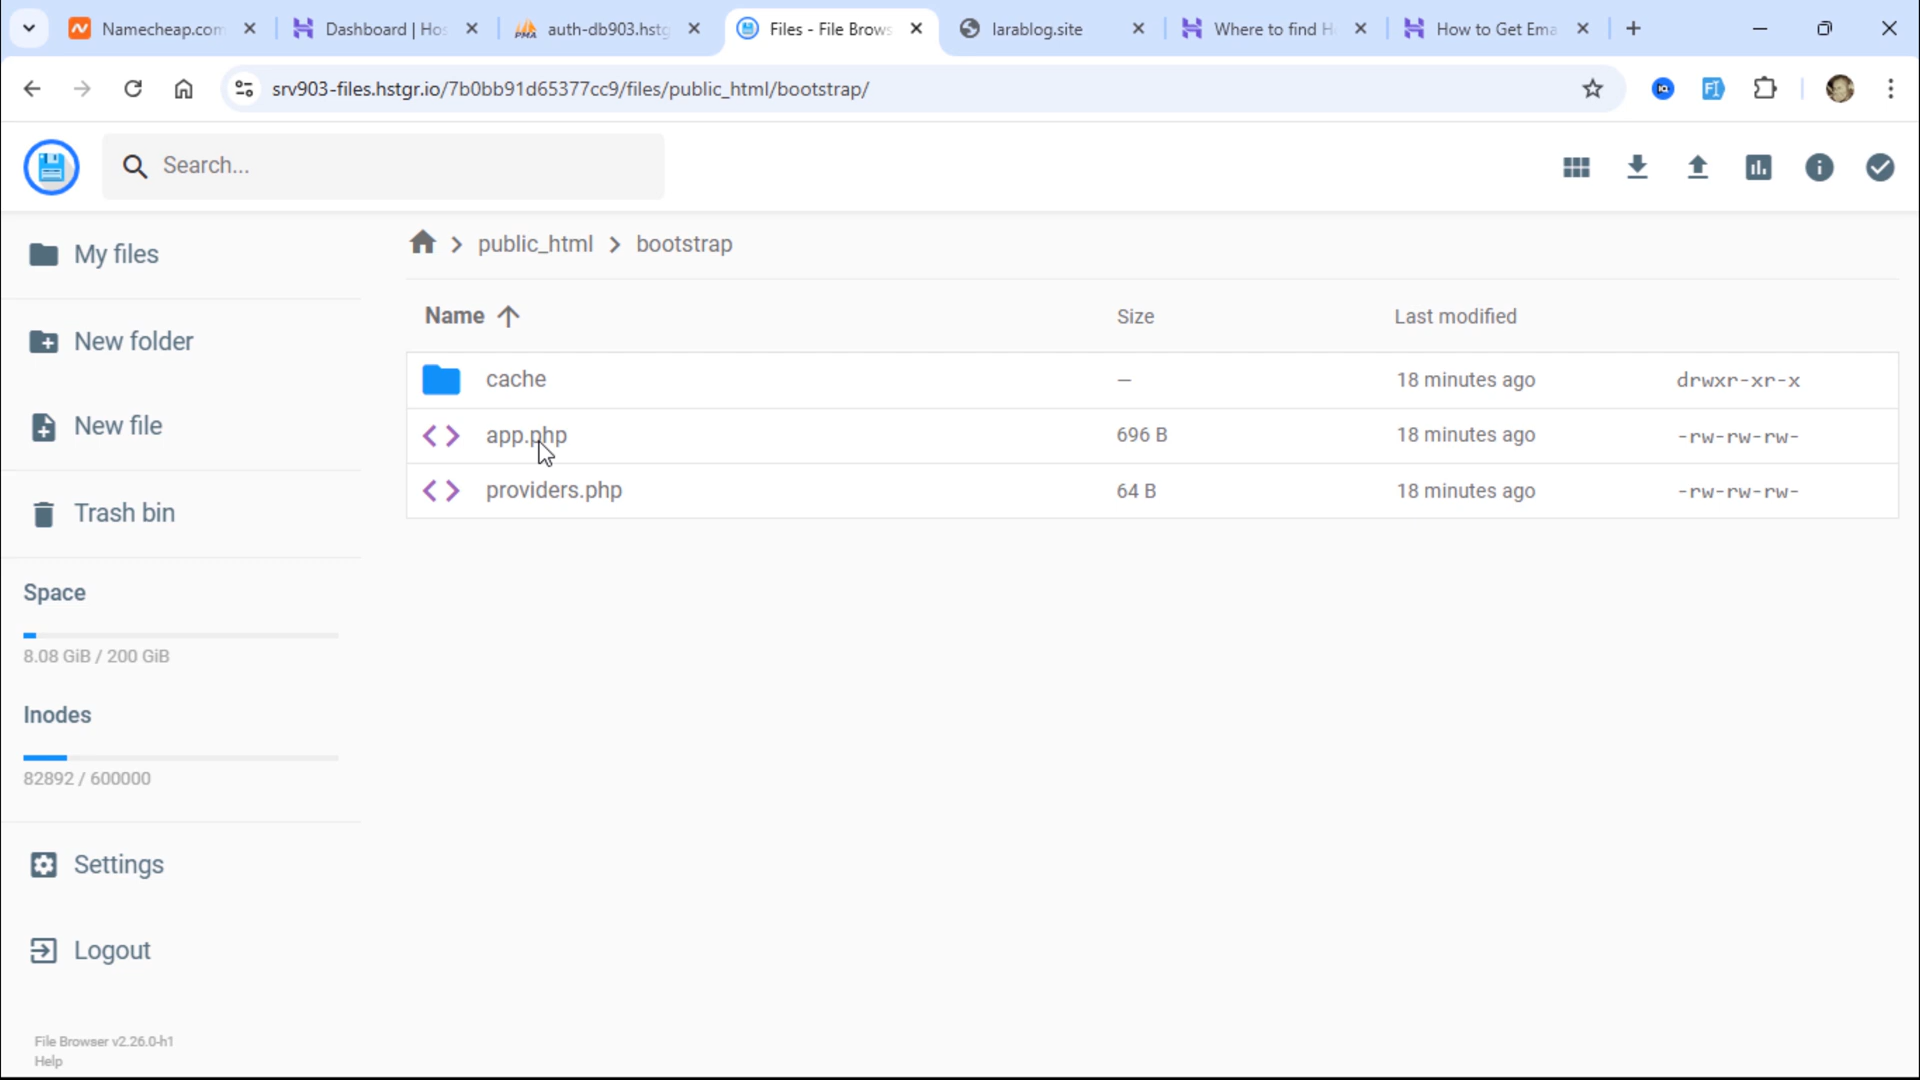 Namecheap.com
Dashboard | Hos
auth-db903.hstg
Files - File Brows
larablog.site
Where to find H
How to Get Ema
srv903-files.hstgr.io/7b0bb91d65377cc9/files/public_html/bootstrap/
Search...
My files
New folder
New file
Trash bin
Space
8.08 GiB / 200 GiB
Inodes
82892 / 600000
Settings
Logout
File Browser v2.26.0-h1
Help
public_html
bootstrap
Name
Size
Last modified
cache
—
18 minutes ago
drwxr-xr-x
app.php
696 B
18 minutes ago
-rw-rw-rw-
providers.php
64 B
18 minutes ago
-rw-rw-rw-